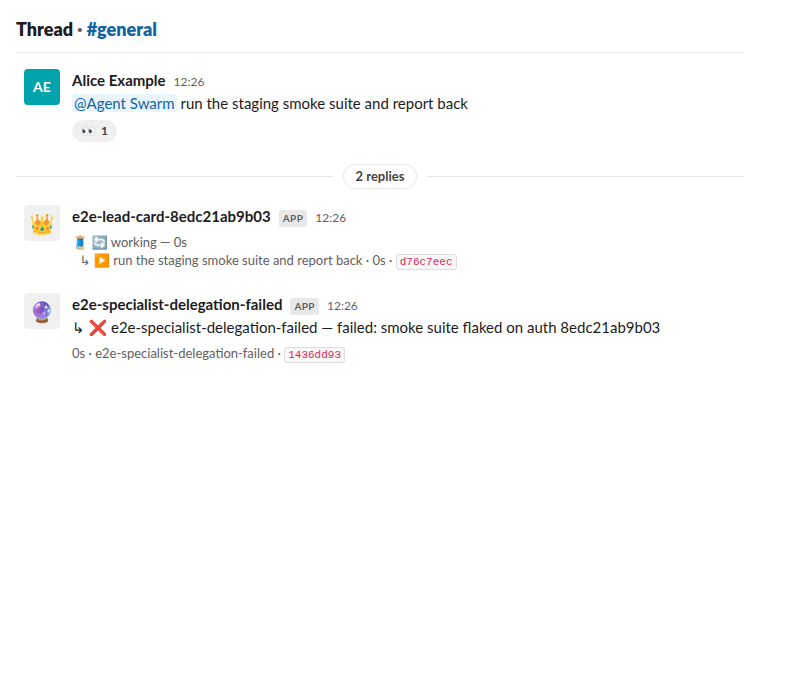 Thread • #general
AE
Alice Example 12:26
@Agent Swarm run the staging smoke suite and report back
👀 1
2 replies
e2e-lead-card-8edc21ab9b03 APP 12:26
🧵 🔄 working — 0s
↳ ▶️ run the staging smoke suite and report back · 0s · d76c7eec
e2e-specialist-delegation-failed APP 12:26
↳ ❌ e2e-specialist-delegation-failed — failed: smoke suite flaked on auth 8edc21ab9b03
0s · e2e-specialist-delegation-failed · 1436dd93